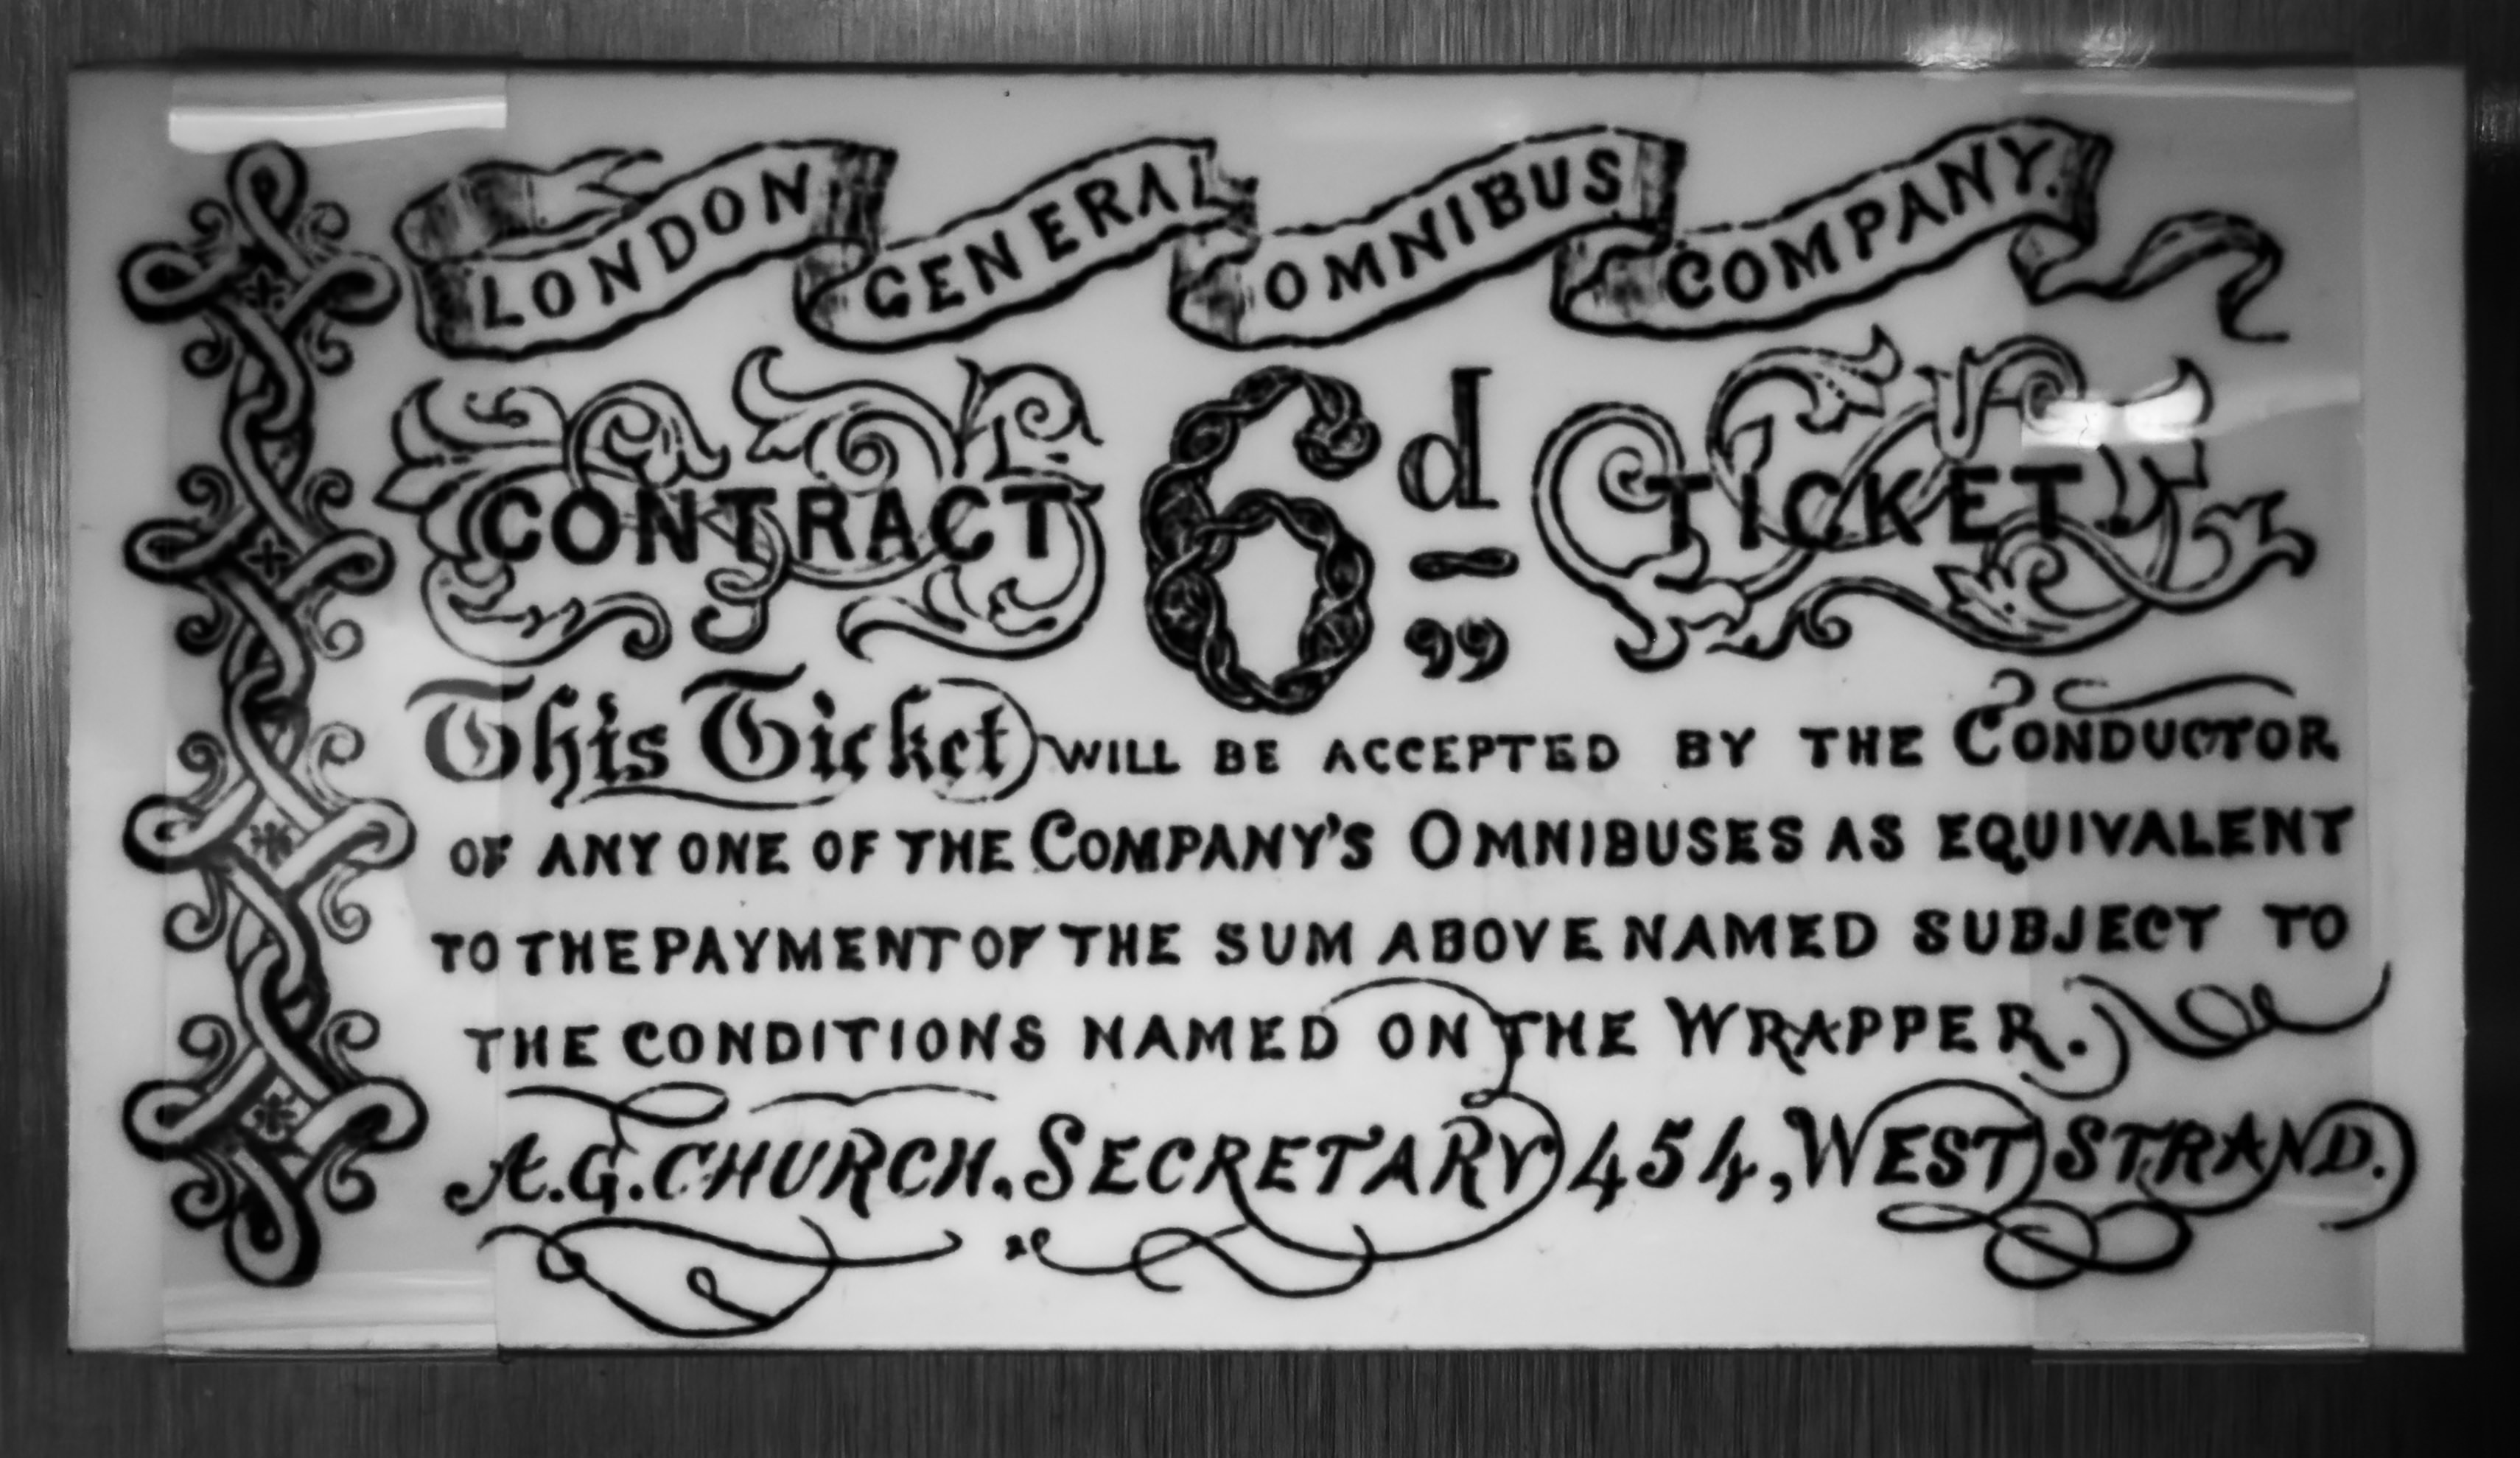 LONDON GENERAL OMNIBUS COMPANY.
CONTRACT 6d TICKET
— „
This Ticket WILL BE ACCEPTED BY THE CONDUCTOR
OF ANY ONE OF THE COMPANY'S OMNIBUSES AS EQUIVALENT
TO THE PAYMENT OF THE SUM ABOVE NAMED SUBJECT TO
THE CONDITIONS NAMED ON THE WRAPPER.
A.G. CHURCH. SECRETARY 454, WEST STRAND.